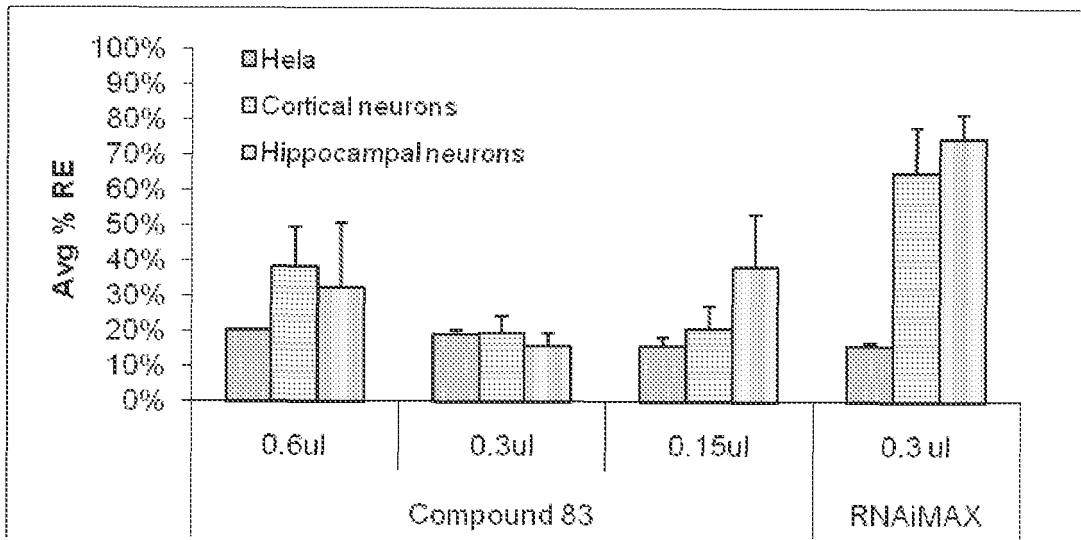 100%
90%
80%
70%
60%
50%
40%
30%
20%
10%
0%
Avg % RE
Hela
Cortical neurons
Hippocampal neurons
0.6ul
0.3ul
0.15ul
0.3 ul
Compound 83
RNAiMAX